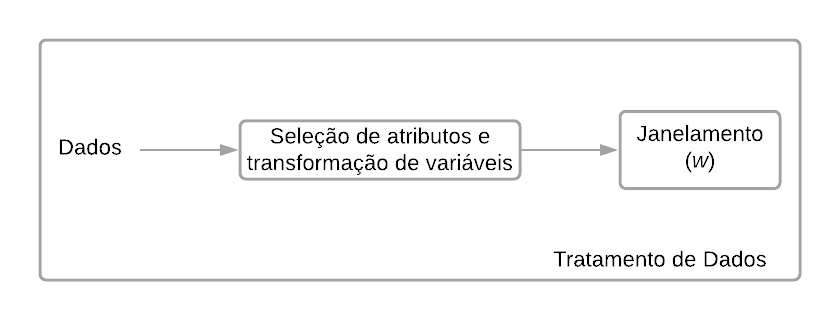 Dados
Seleção de atributos e
transformação de variáveis
Janelamento
(w)
Tratamento de Dados